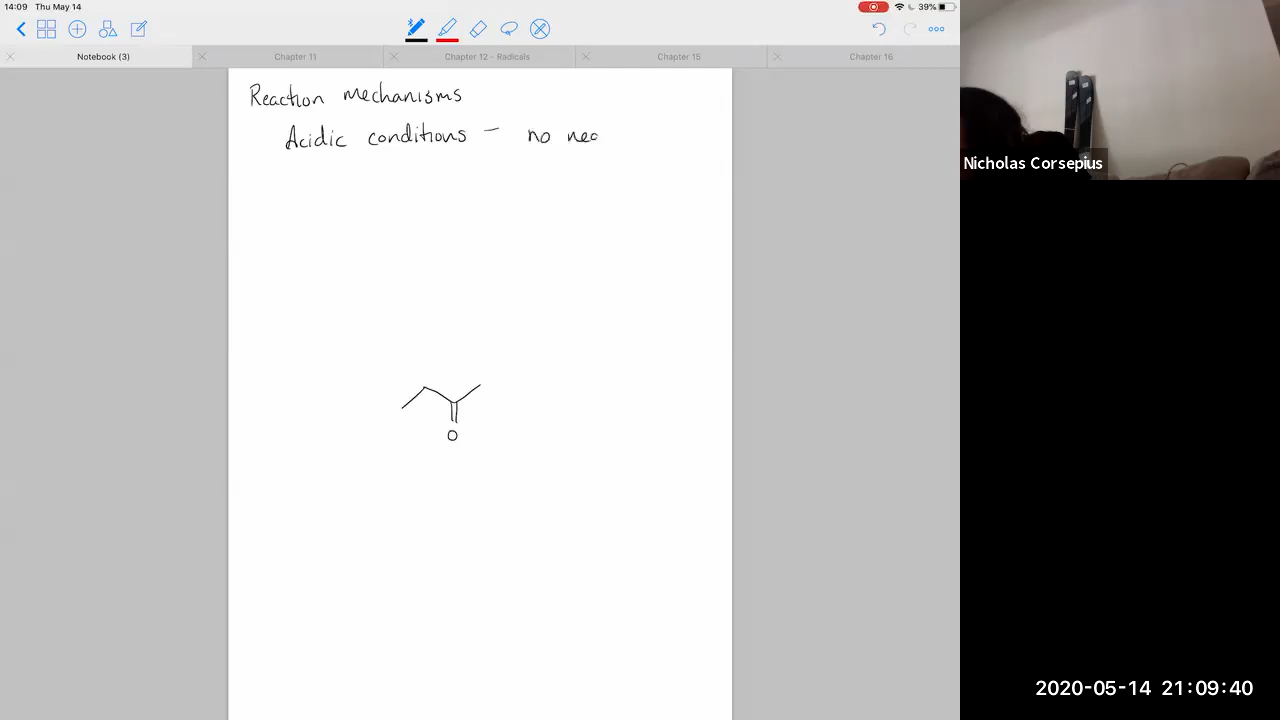 14:09 Thu May 14
39%
Notebook (3)
Chapter 11
Chapter 12 - Radicals
Chapter 15
Chapter 16
Reaction mechanisms
Acidic conditions – no neg
O
Nicholas Corsepius
2020-05-14 21:09:40